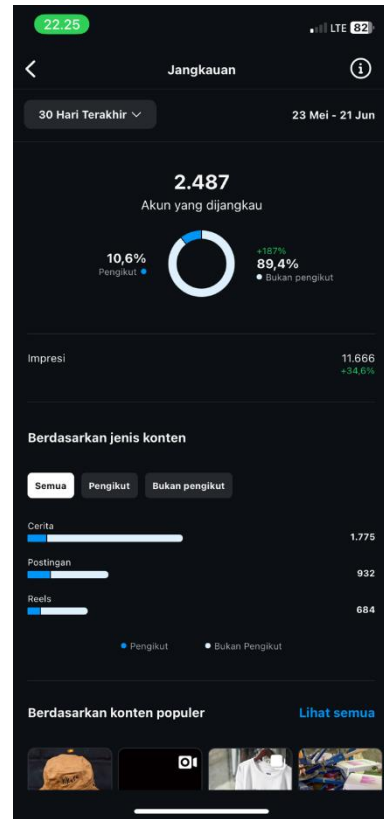 22.25
LTE 82
Jangkauan
30 Hari Terakhir
23 Mei - 21 Jun
2.487
Akun yang dijangkau
10,6%
Pengikut
+187%
89,4%
Bukan pengikut
Impresi
11.666
+34,6%
Berdasarkan jenis konten
Semua
Pengikut
Bukan pengikut
Cerita
1.775
Postingan
932
Reels
684
Pengikut
Bukan Pengikut
Berdasarkan konten populer
Lihat semua